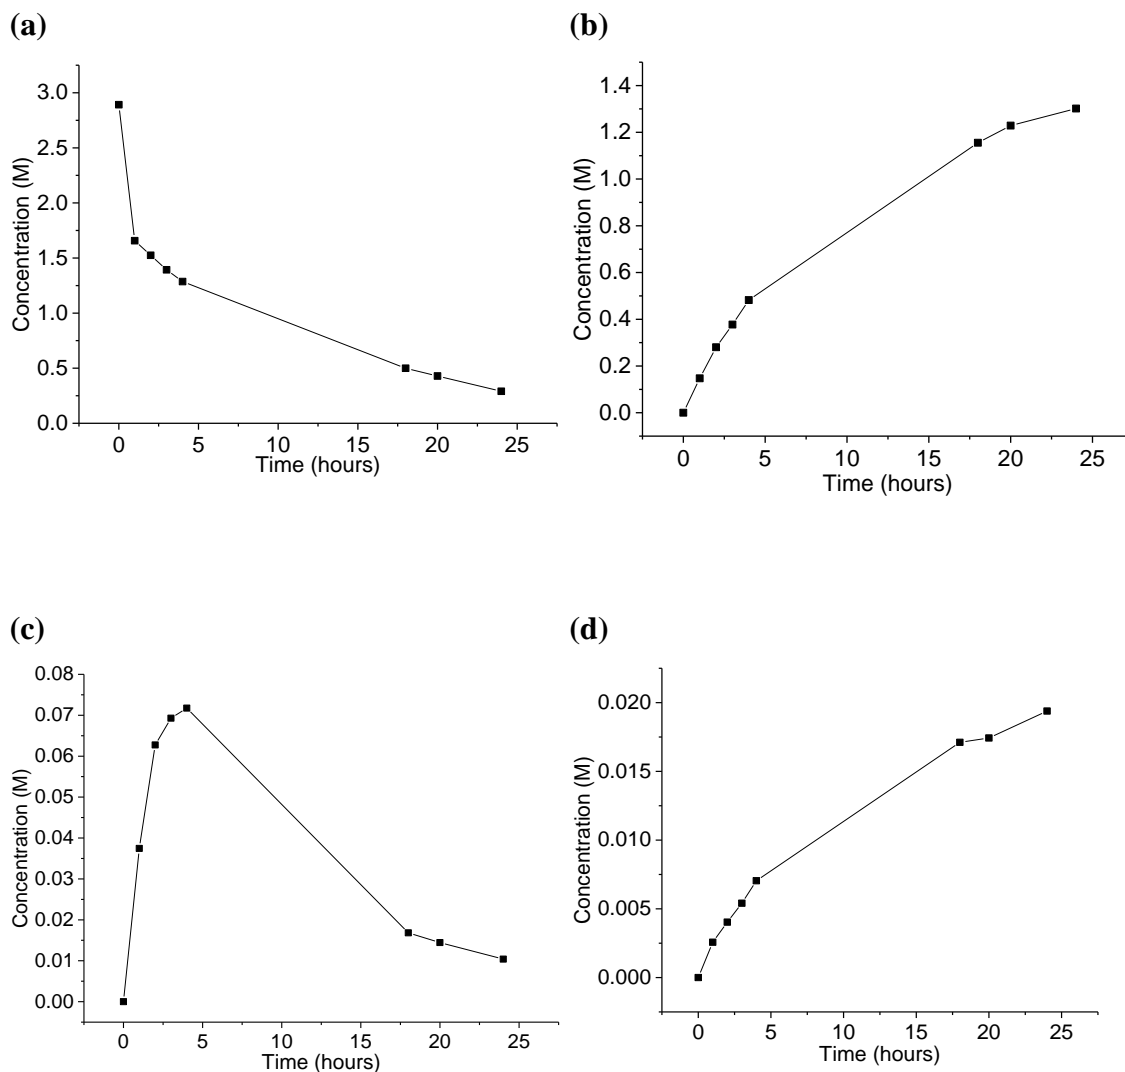 (a)
3.0
2.5
2.0
1.5
1.0
0.5
0.0
Concentration (M)
0 5 10 15 20 25
Time (hours)
(b)
1.4
1.2
1.0
0.8
0.6
0.4
0.2
0.0
Concentration (M)
0 5 10 15 20 25
Time (hours)
(c)
0.08
0.07
0.06
0.05
0.04
0.03
0.02
0.01
0.00
Concentration (M)
0 5 10 15 20 25
Time (hours)
(d)
0.020
0.015
0.010
0.005
0.000
Concentration (M)
0 5 10 15 20 25
Time (hours)